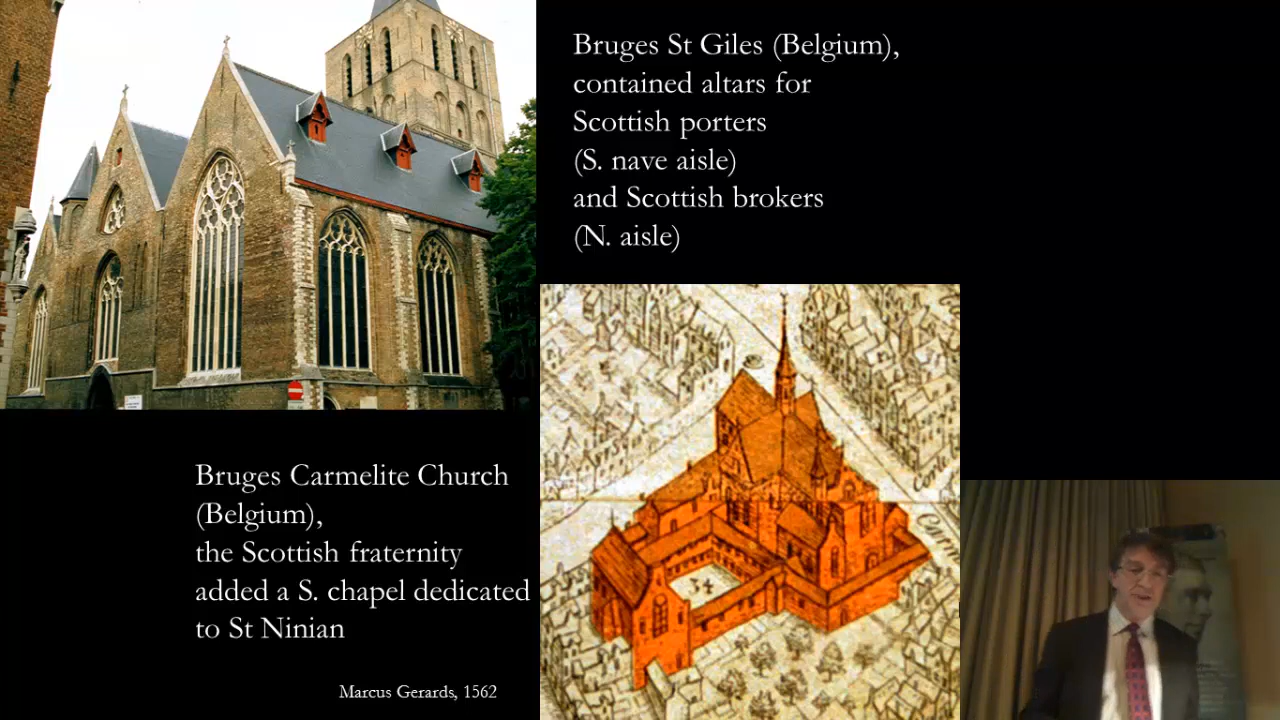 Bruges St Giles (Belgium),
contained altars for
Scottish porters
(S. nave aisle)
and Scottish brokers
(N. aisle)
Bruges Carmelite Church
(Belgium),
the Scottish fraternity
added a S. chapel dedicated
to St Ninian
Marcus Gerards, 1562